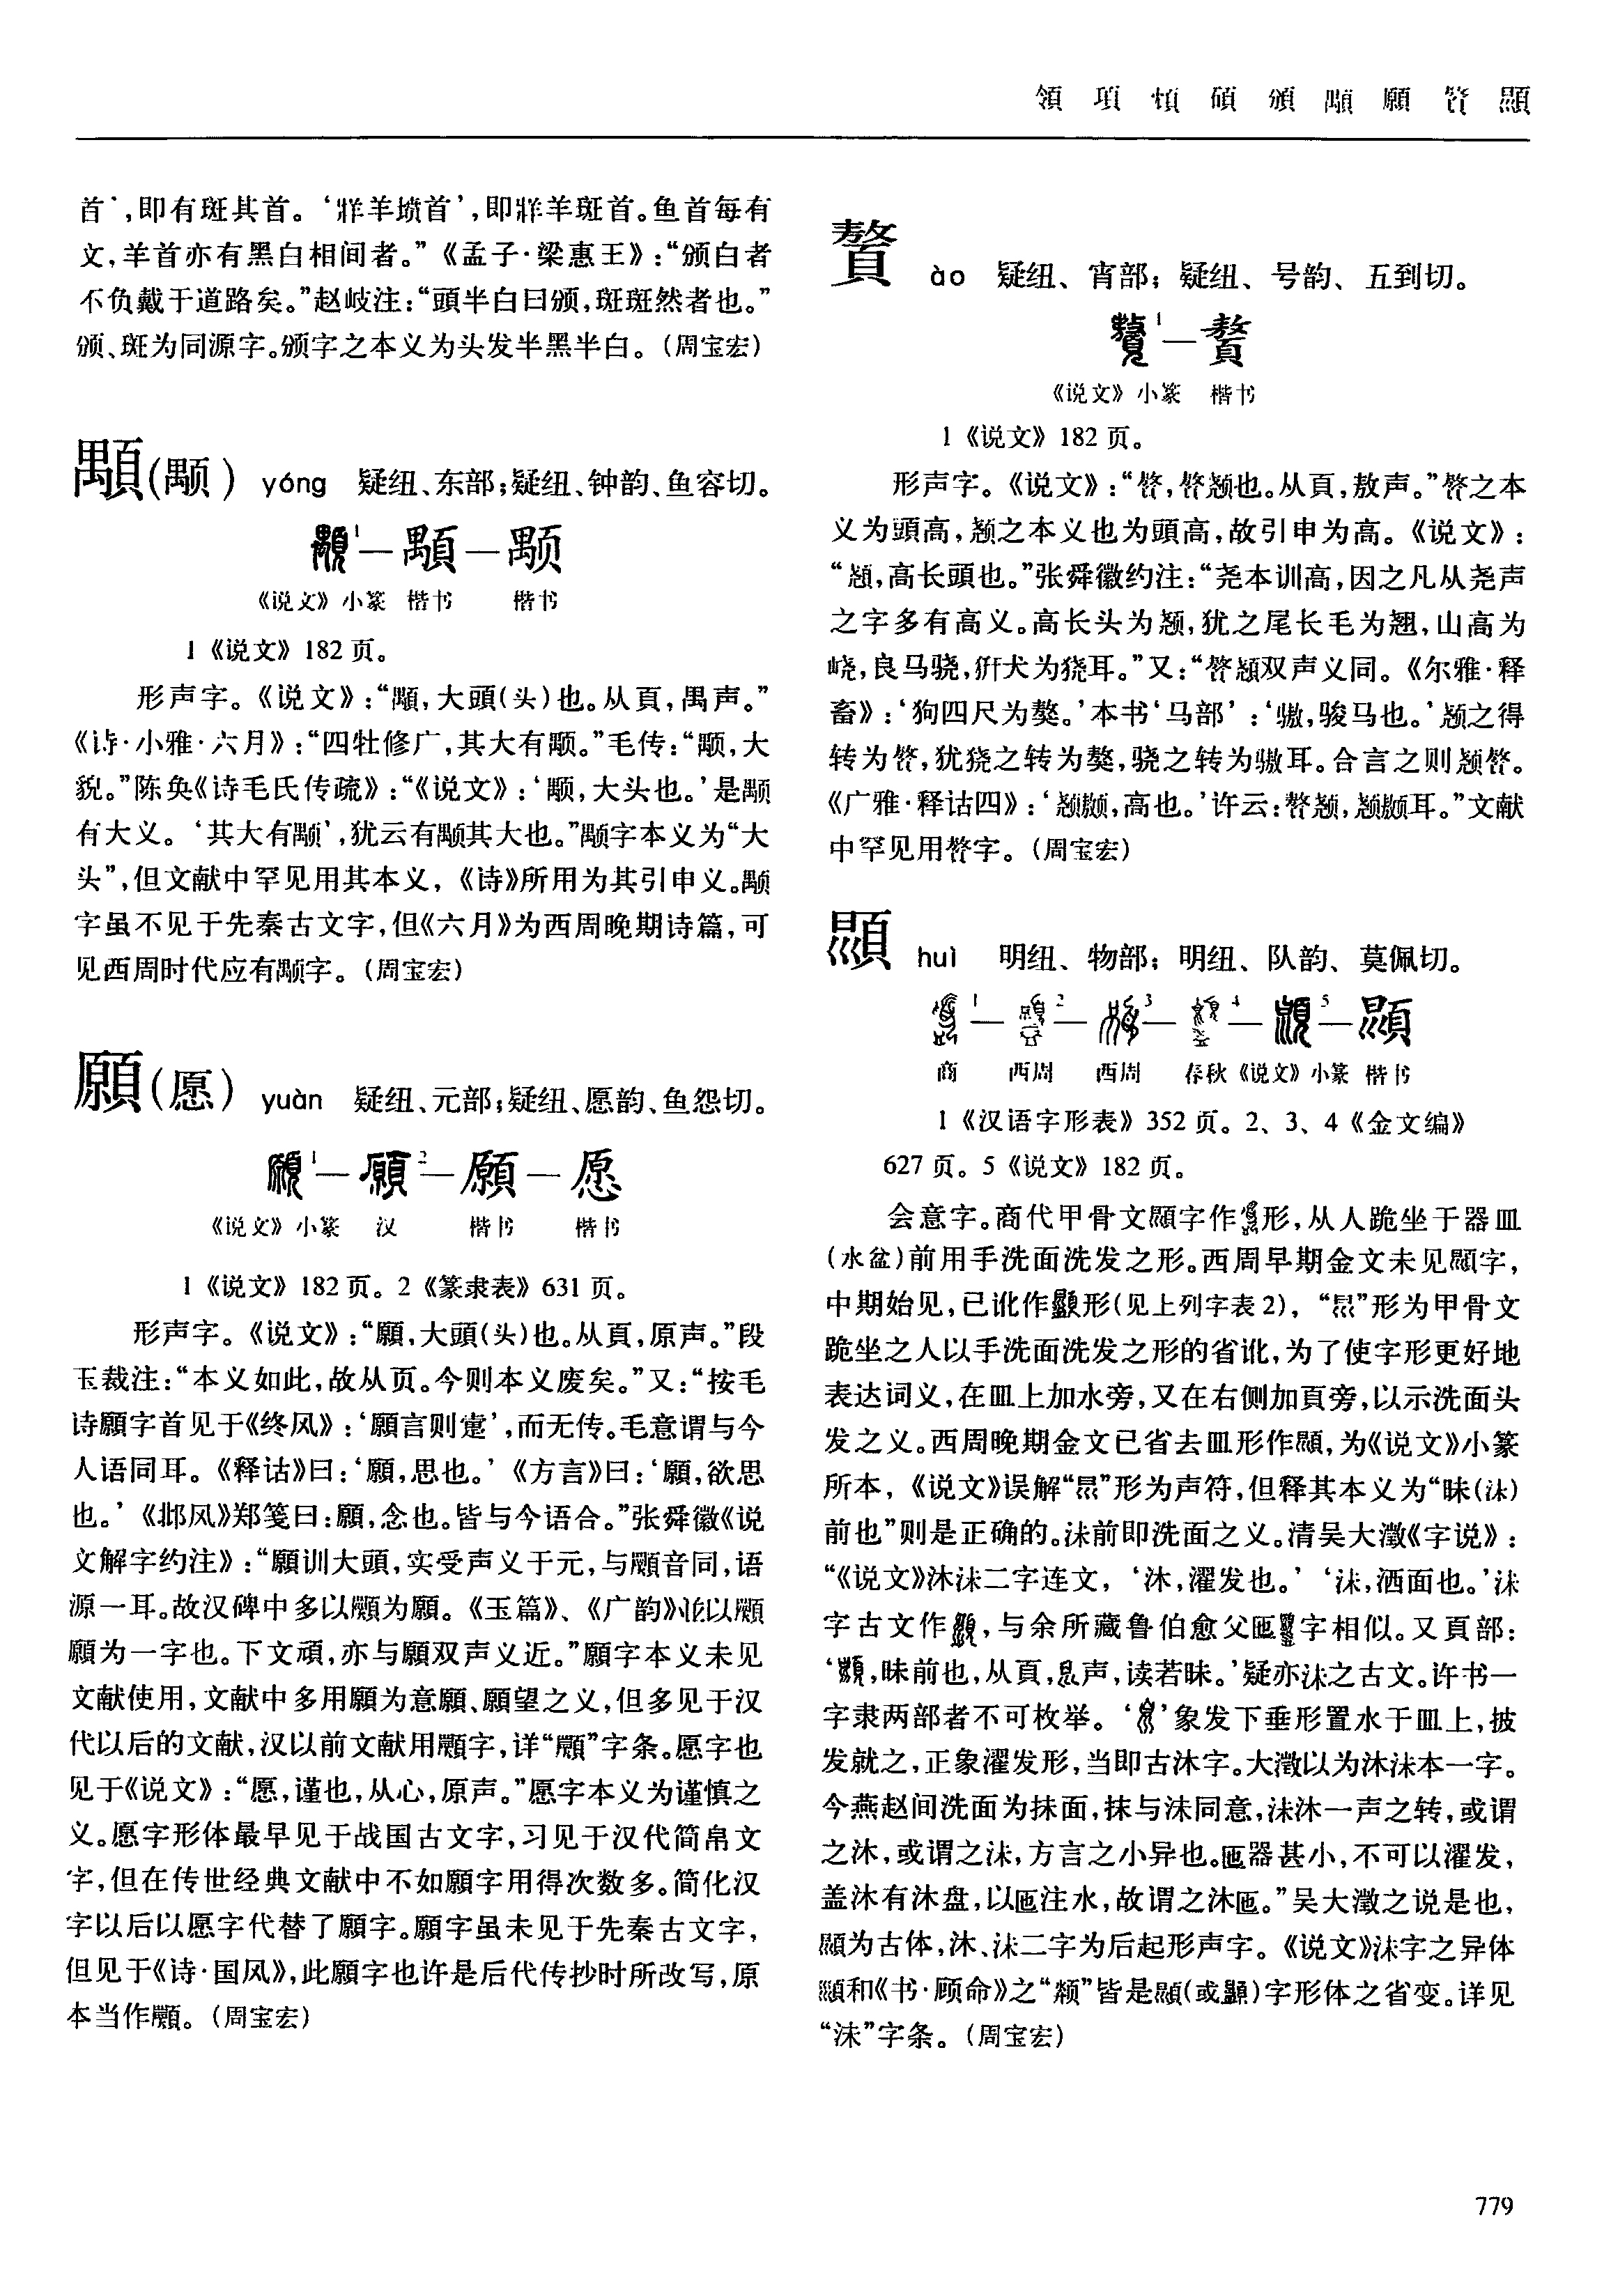 領 項 煩 碩 頒 顒 願 贅 顯
首’,即有斑其首。‘牂羊坟首’,即牂羊斑首。鱼首每有
文,羊首亦有黑白相间者。”《孟子·梁惠王》:“颁白者
不负戴于道路矣。”赵岐注:“頭半白曰颁,斑斑然者也。”
颁、斑为同源字。颁字之本义为头发半黑半白。(周宝宏)
顒(颙) yóng 疑纽、东部;疑纽、钟韵、鱼容切。
1 — 顒 — 颙
《说文》小篆 楷书 楷书
1《说文》182页。
形声字。《说文》:“顒,大頭(头)也。从頁,禺声。”
《诗·小雅·六月》:“四牡修广,其大有颙。”毛传:“颙,大
貌。”陈奂《诗毛氏传疏》:“《说文》:‘颙,大头也。’是颙
有大义。‘其大有颙’,犹云有颙其大也。”颙字本义为“大
头”,但文献中罕见用其本义,《诗》所用为其引申义。颙
字虽不见于先秦古文字,但《六月》为西周晚期诗篇,可
见西周时代应有颙字。(周宝宏)
願(愿) yuàn 疑纽、元部;疑纽、愿韵、鱼怨切。
1 — 2 — 願 — 愿
《说文》小篆 汉 楷书 楷书
1《说文》182页。2《篆隶表》631页。
形声字。《说文》:“願,大頭(头)也。从頁,原声。”段
玉裁注:“本义如此,故从页。今则本义废矣。”又:“按毛
诗願字首见于《终风》:‘願言则疐’,而无传。毛意谓与今
人语同耳。《释诂》曰:‘願,思也。’《方言》曰:‘願,欲思
也。’《邶风》郑笺曰:願,念也。皆与今语合。”张舜徽《说
文解字约注》:“願训大頭,实受声义于元,与顤音同,语
源一耳。故汉碑中多以顤为願。《玉篇》、《广韵》并以顤
願为一字也。下文頑,亦与願双声义近。”願字本义未见
文献使用,文献中多用願为意願、願望之义,但多见于汉
代以后的文献,汉以前文献用顤字,详“顤”字条。愿字也
见于《说文》:“愿,谨也,从心,原声。”愿字本义为谨慎之
义。愿字形体最早见于战国古文字,习见于汉代简帛文
字,但在传世经典文献中不如願字用得次数多。简化汉
字以后以愿字代替了願字。願字虽未见于先秦古文字,
但见于《诗·国风》,此願字也许是后代传抄时所改写,原
本当作顤。(周宝宏)
ào 疑纽、宵部;疑纽、号韵、五到切。
1 —
《说文》小篆 楷书
1《说文》182页。
形声字。《说文》:“,颤也。从頁,敖声。”之本
义为頭高,顤之本义也为頭高,故引申为高。《说文》:
“顤,高长頭也。”张舜徽约注:“尧本训高,因之凡从尧声
之字多有高义。高长头为顤,犹之尾长毛为翘,山高为
峣,良马骁,豣犬为獟耳。”又:“顤双声义同。《尔雅·释
畜》:‘狗四尺为獒。’本书‘马部’:‘骜,骏马也。’顤之得
转为,犹獟之转为獒,骁之转为骜耳。合言之则顤。
《广雅·释诂四》:‘顤,高也。’许云:顤,顤耳。”文献
中罕见用字。(周宝宏)
huì 明纽、物部;明纽、队韵、莫佩切。
1 — 2 — 3 — 4 — 5 —
商 西周 西周 春秋《说文》小篆 楷书
1《汉语字形表》352页。2、3、4《金文编》
627页。5《说文》182页。
会意字。商代甲骨文字作形,从人跪坐于器皿
(水盆)前用手洗面洗发之形。西周早期金文未见字,
中期始见,已讹作形(见上列字表2),“”形为甲骨文
跪坐之人以手洗面洗发之形的省讹,为了使字形更好地
表达词义,在皿上加水旁,又在右侧加頁旁,以示洗面头
发之义。西周晚期金文已省去皿形作,为《说文》小篆
所本,《说文》误解“”形为声符,但释其本义为“昧(沬)
前也”则是正确的。沬前即洗面之义。清吴大澂《字说》:
“《说文》沐沬二字连文,‘沐,濯发也。’‘沬,洒面也。’沬
字古文作,与余所藏鲁伯愈父匜字相似。又頁部:
‘,昧前也,从頁,声,读若昧。’疑亦沬之古文。许书一
字隶两部者不可枚举。‘’象发下垂形置水于皿上,披
发就之,正象濯发形,当即古沐字。大澂以为沐沬本一字。
今燕赵间洗面为抹面,抹与沬同意,沬沐一声之转,或谓
之沐,或谓之沬,方言之小异也。匜器甚小,不可以濯发,
盖沐有沐盘,以匜注水,故谓之沐匜。”吴大澂之说是也,
为古体,沐、沬二字为后起形声字。《说文》沬字之异体
和《书·顾命》之“颒”皆是(或)字形体之省变。详见
“沬”字条。(周宝宏)
779